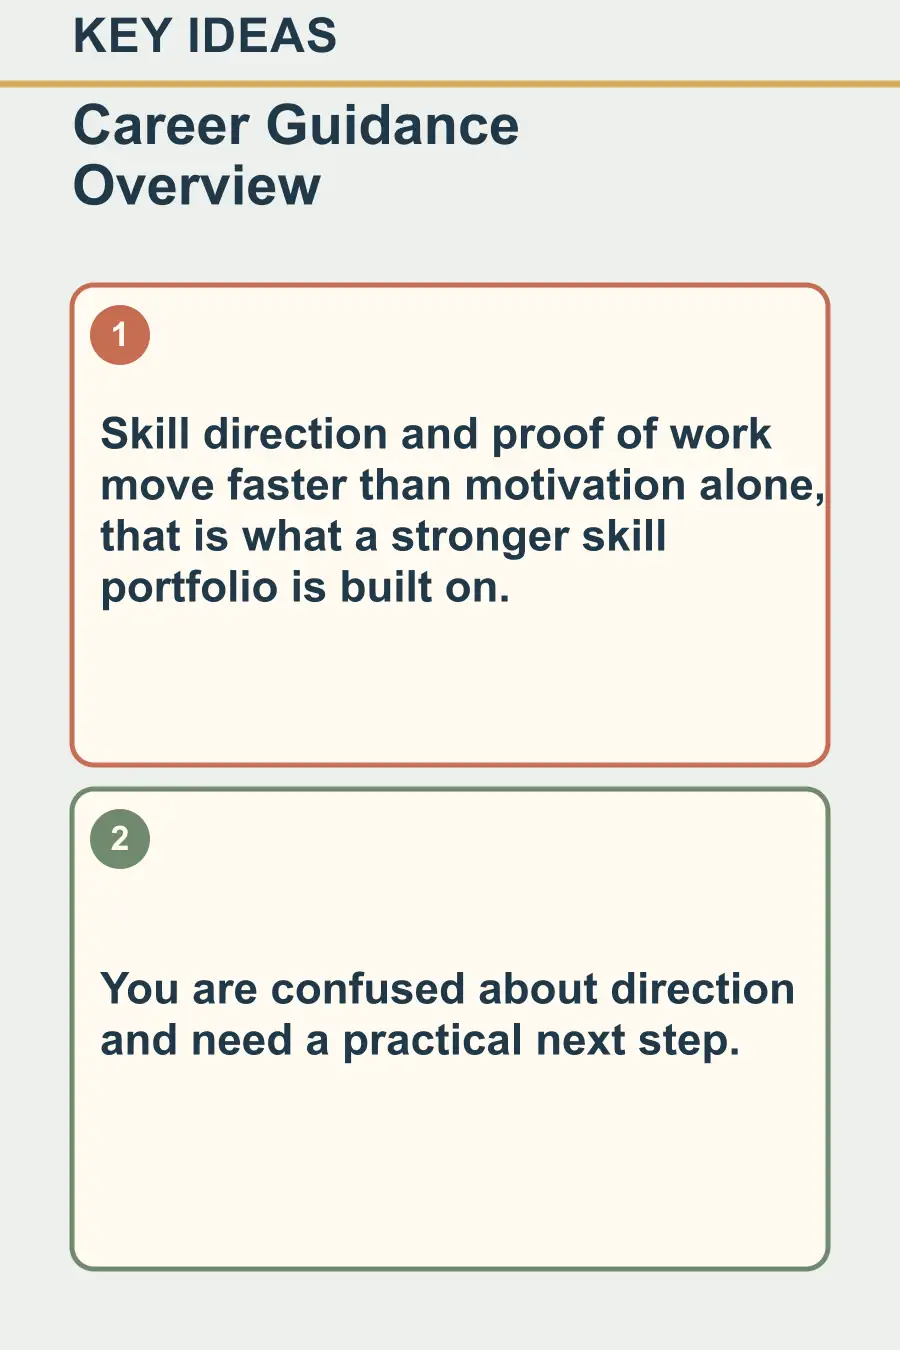 KEY IDEAS
Career Guidance
Overview
1
Skill direction and proof of work
move faster than motivation alone,
that is what a stronger skill
portfolio is built on.
2
You are confused about direction
and need a practical next step.